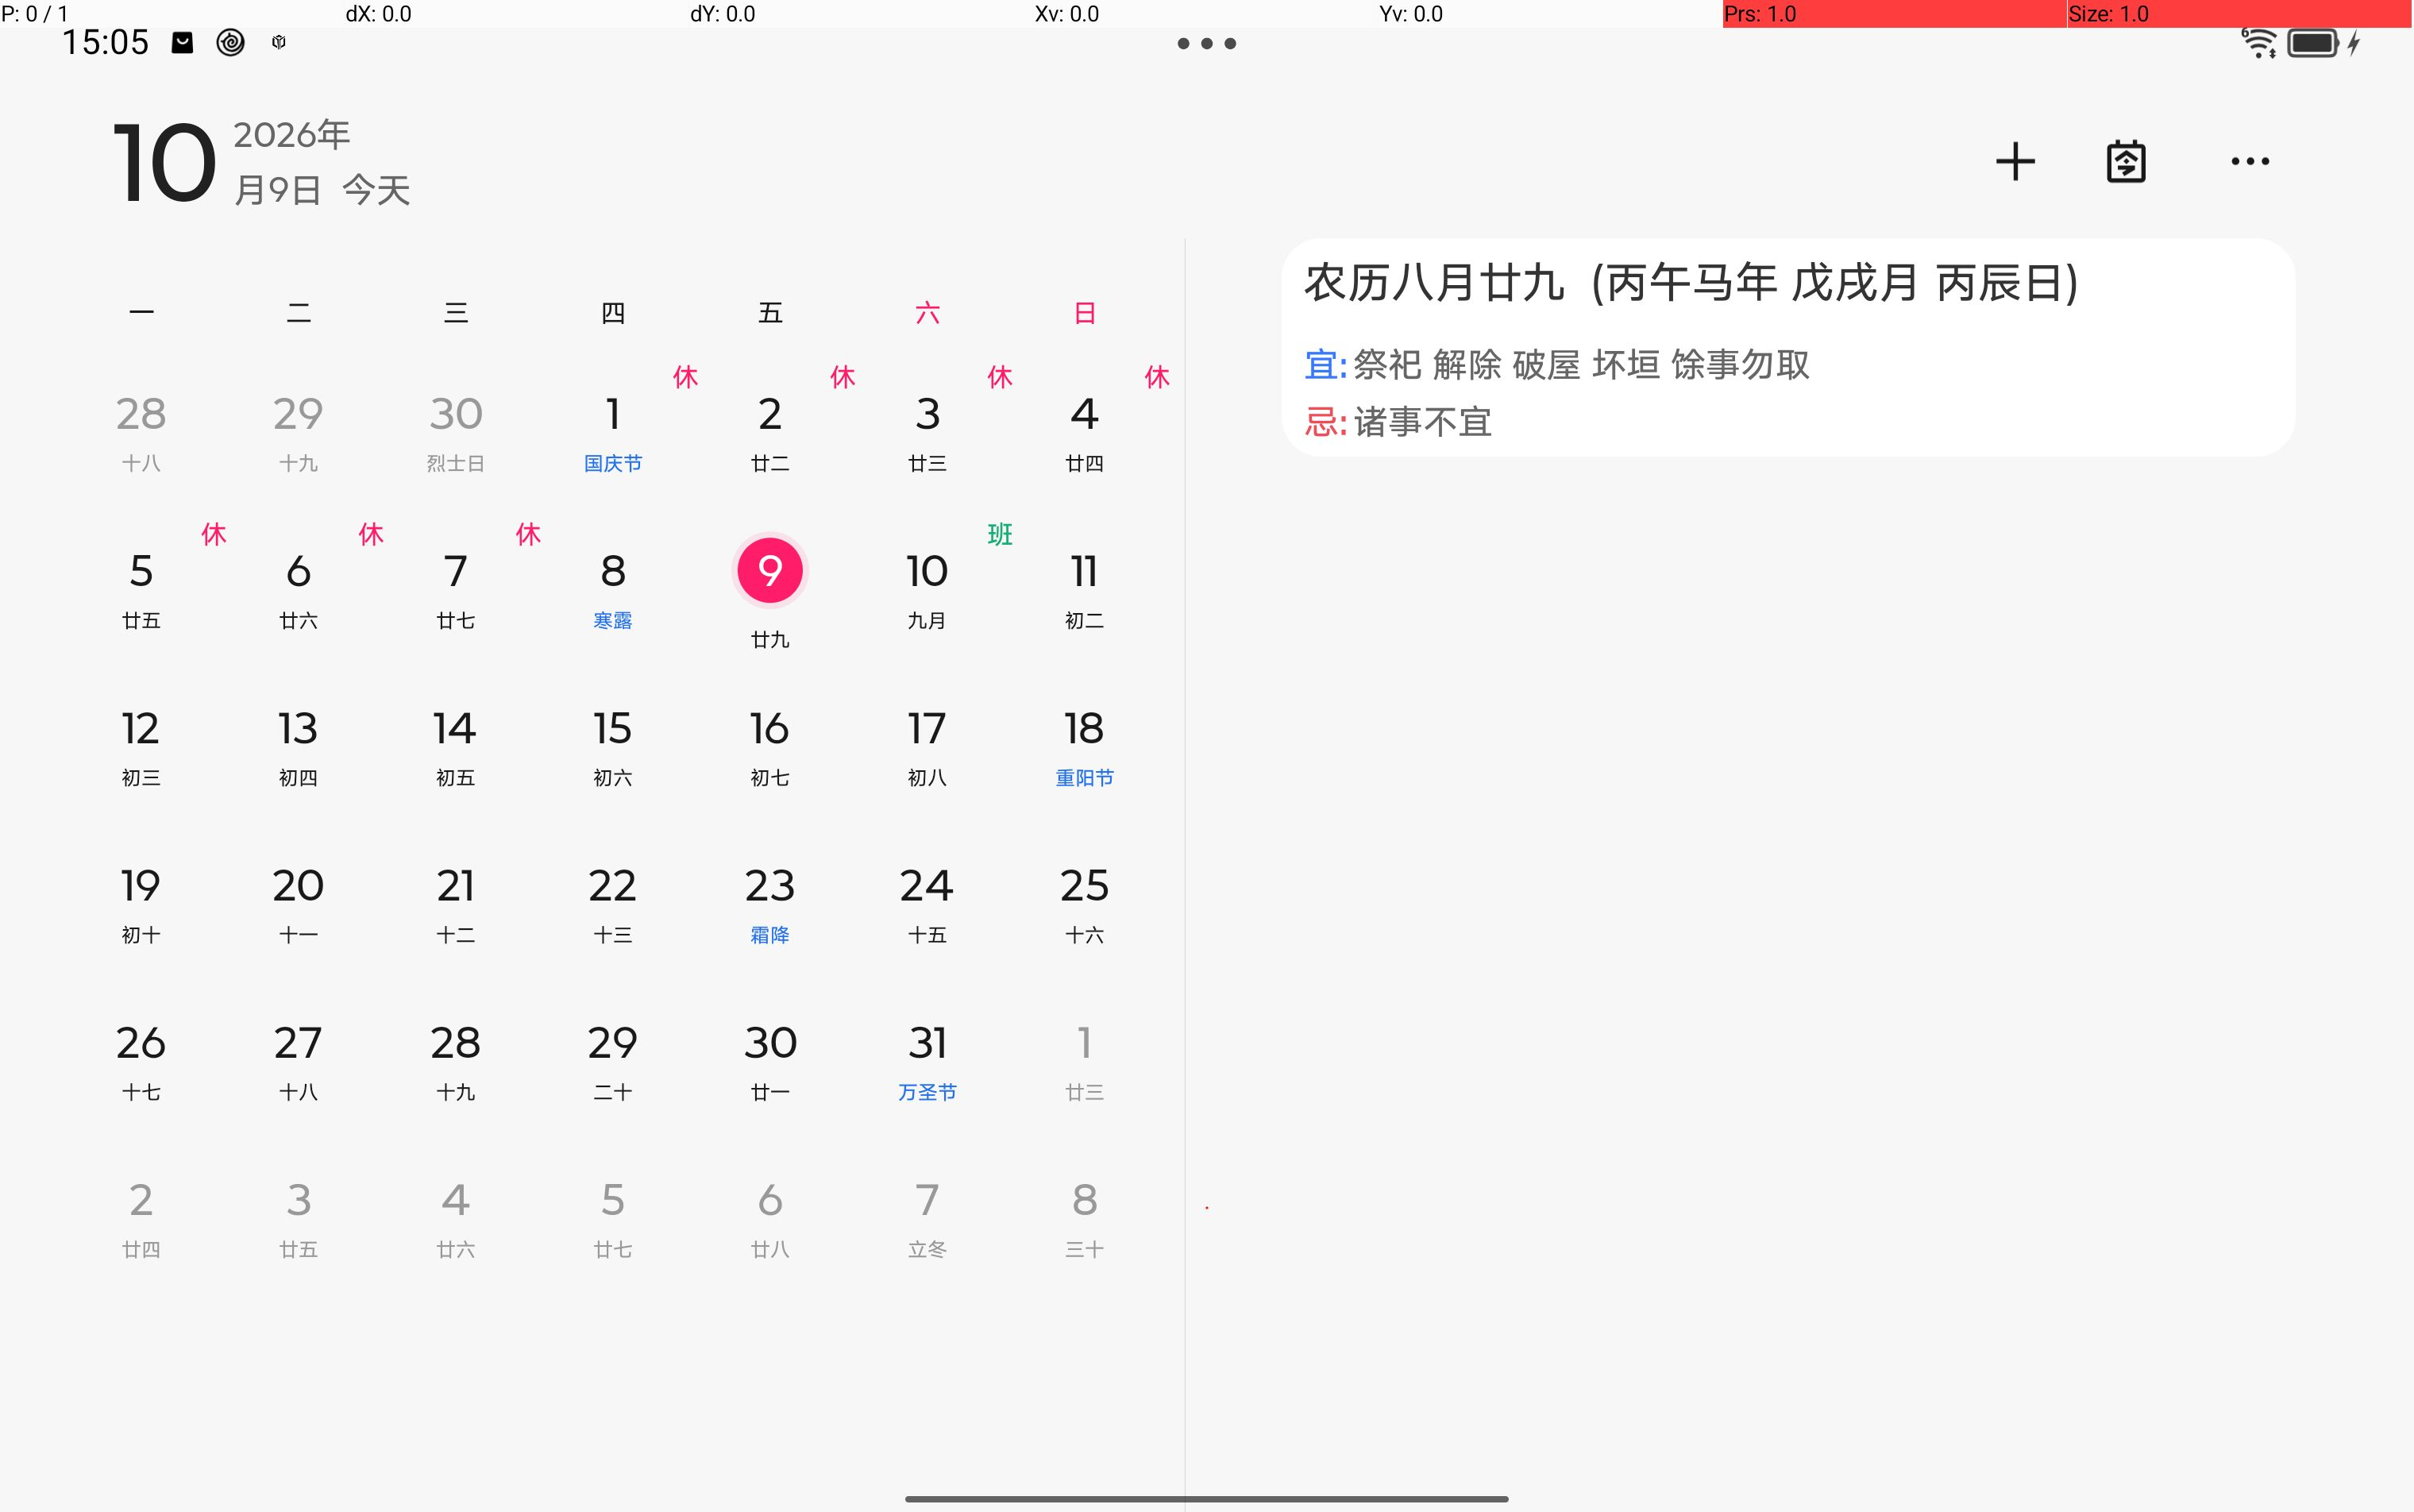 P: 0 / 1 dX: 0.0 dY: 0.0 Xv: 0.0 Yv: 0.0 Prs: 1.0 Size: 1.0
15:05 6
10 2026年
月9日 今天
农历八月廿九 (丙午马年 戊戌月 丙辰日)
宜: 祭祀 解除 破屋 坏垣 馀事勿取
忌: 诸事不宜
一 二 三 四 五 六 日
休 休 休 休
28 29 30 1 2 3 4
十八 十九 烈士日 国庆节 廿二 廿三 廿四
休 休 休 班
5 6 7 8 9 10 11
廿五 廿六 廿七 寒露 廿九 九月 初二
12 13 14 15 16 17 18
初三 初四 初五 初六 初七 初八 重阳节
19 20 21 22 23 24 25
初十 十一 十二 十三 霜降 十五 十六
26 27 28 29 30 31 1
十七 十八 十九 二十 廿一 万圣节 廿三
2 3 4 5 6 7 8
廿四 廿五 廿六 廿七 廿八 立冬 三十